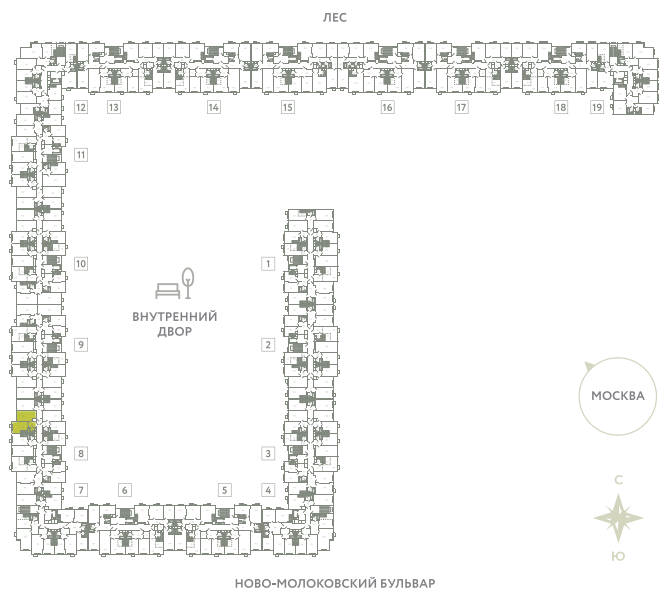 ЛЕС
12 13 14 15 16 17 18 19
11
10 1
ВНУТРЕННИЙ
ДВОР
9 2
МОСКВА
8 3
7 6 5 4
С
Ю
НОВО-МОЛОКОВСКИЙ БУЛЬВАР